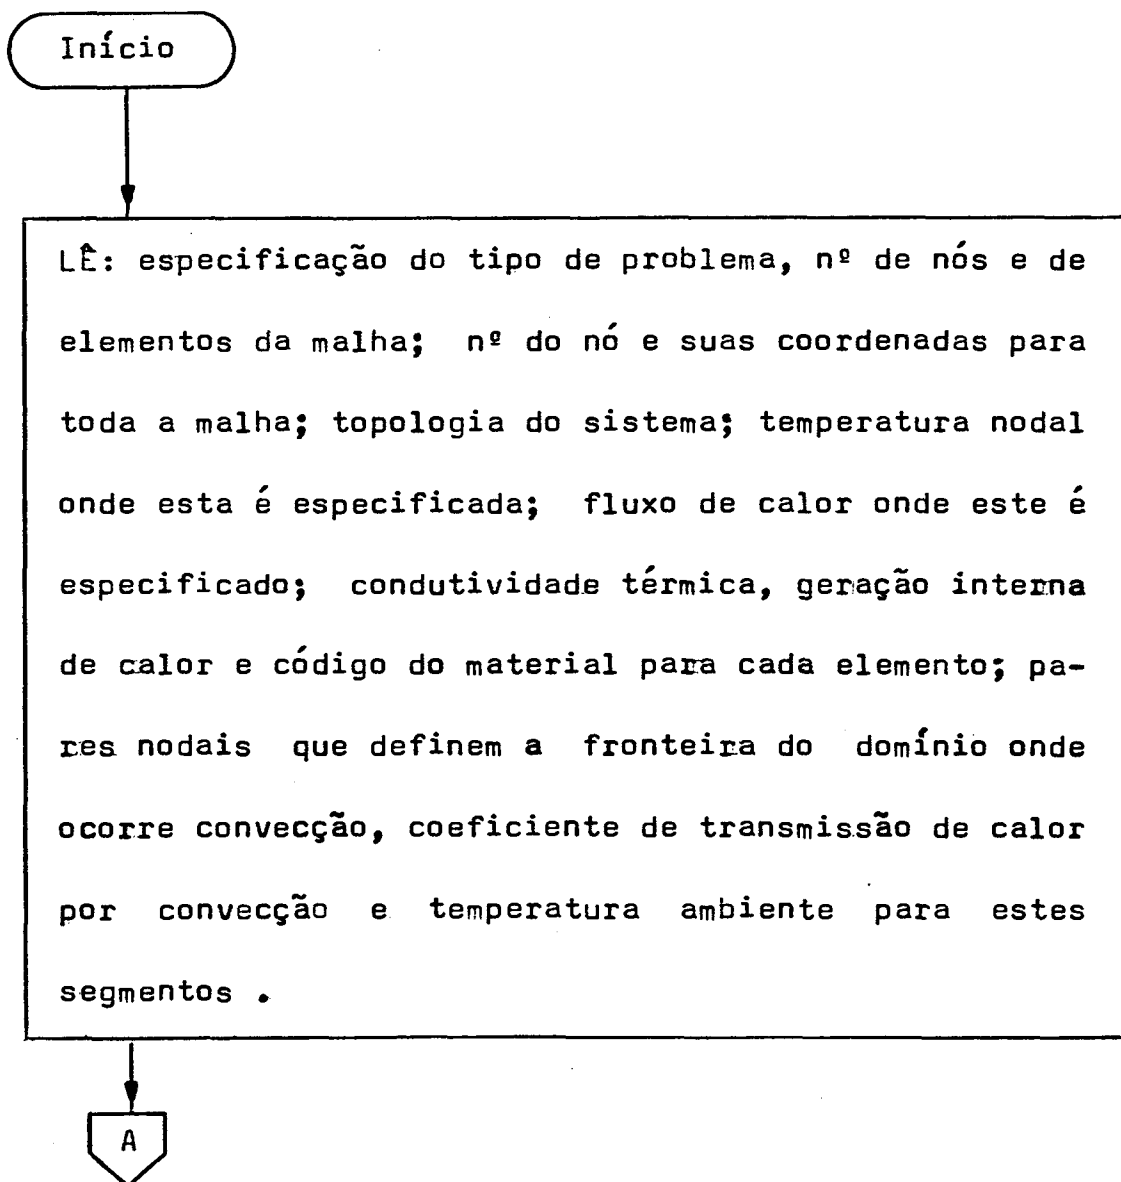 Início
LÊ: especificação do tipo de problema, nº de nós e de
elementos da malha; nº do nó e suas coordenadas para
toda a malha; topologia do sistema; temperatura nodal
onde esta é especificada; fluxo de calor onde este é
especificado; condutividade térmica, geração interna
de calor e código do material para cada elemento; pa-
res nodais que definem a fronteira do domínio onde
ocorre convecção, coeficiente de transmissão de calor
por convecção e temperatura ambiente para estes
segmentos .
A